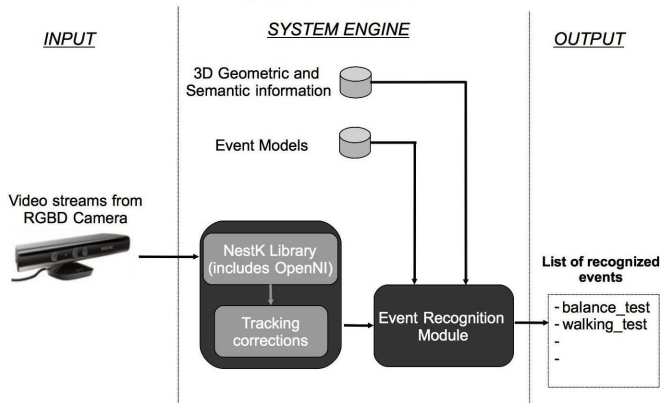 INPUT
SYSTEM ENGINE
OUTPUT
3D Geometric and
Semantic information
Event Models
Video streams from
RGBD Camera
NestK Library
(includes OpenNI)
Tracking
corrections
Event Recognition
Module
List of recognized
events
- balance_test
- walking_test
-
-